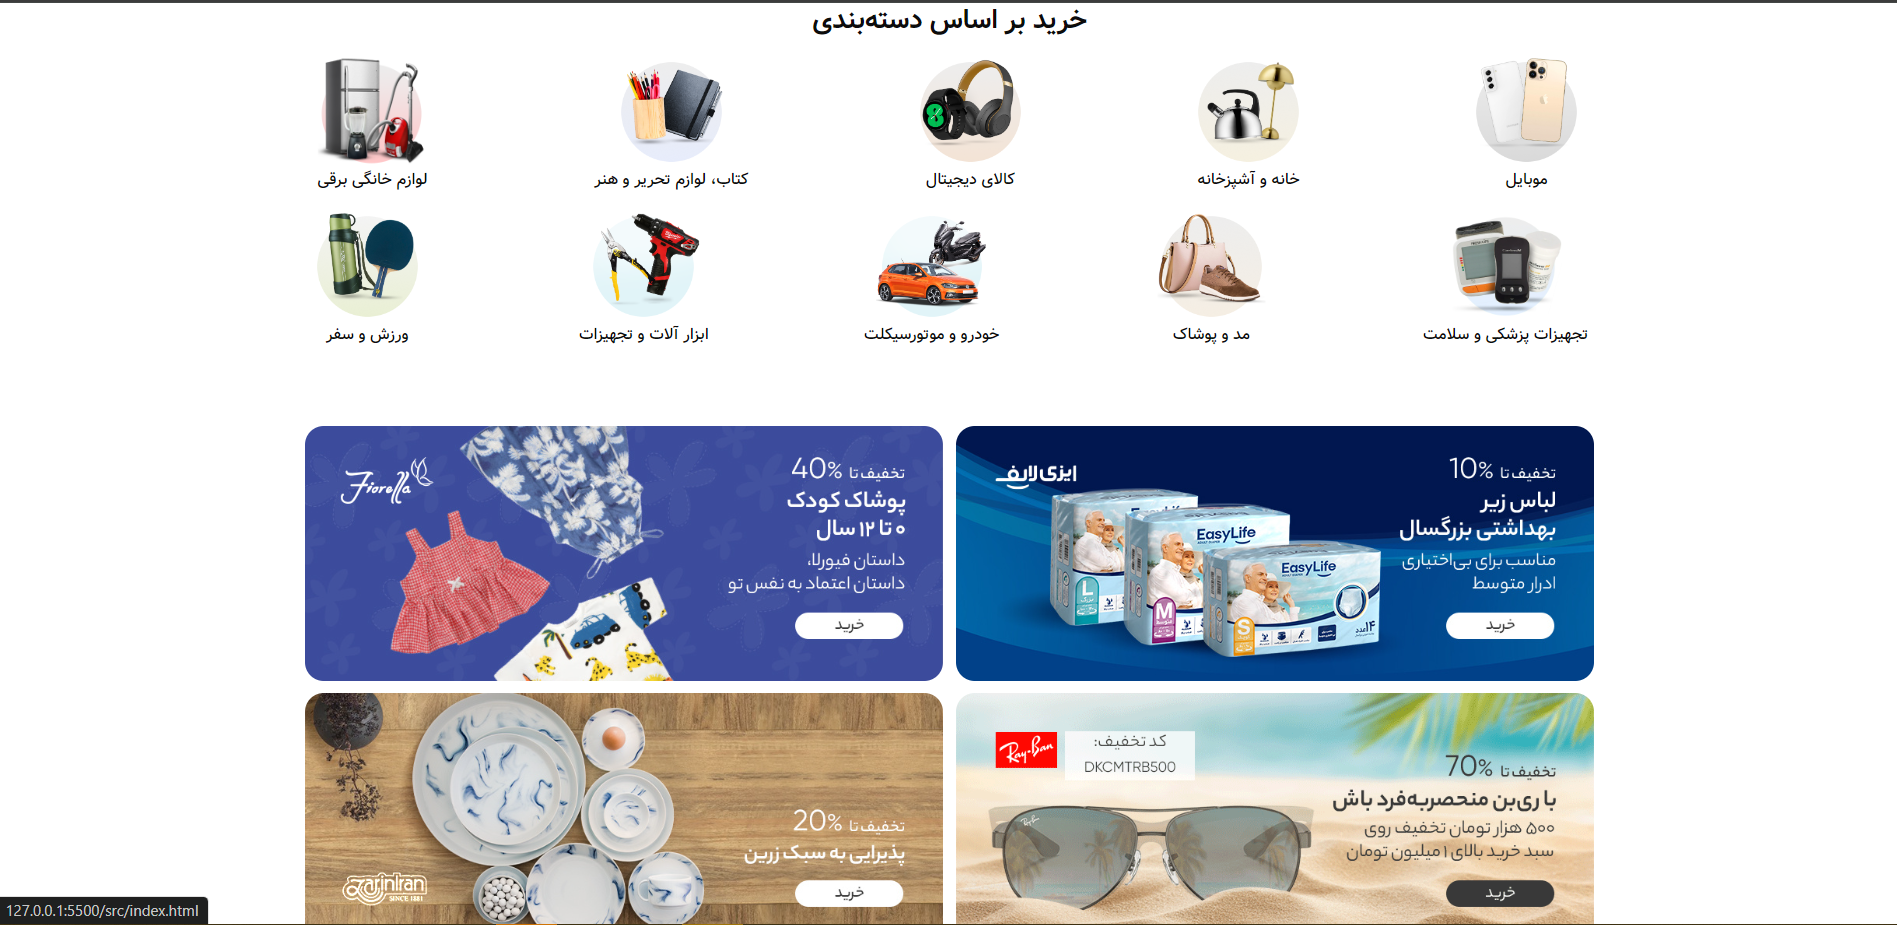 خرید بر اساس دسته‌بندی
موبایل
خانه و آشپزخانه
کالای دیجیتال
کتاب، لوازم تحریر و هنر
لوازم خانگی برقی
تجهیزات پزشکی و سلامت
مد و پوشاک
خودرو و موتورسیکلت
ابزار آلات و تجهیزات
ورزش و سفر
ایزی لایف
تخفیف تا 10%
لباس زیر
بهداشتی بزرگسال
مناسب برای بی‌اختیاری
ادرار متوسط
خرید
EasyLife
EasyLife
L
M
S
۱۴ عدد
Fiorella
تخفیف تا 40%
پوشاک کودک
۰ تا ۱۲ سال
داستان فیورلا،
داستان اعتماد به نفس تو
خرید
Ray-Ban
کد تخفیف:
DKCMTRB500
تخفیف تا 70%
با ری‌بن منحصربه‌فرد باش
۵۰۰ هزار تومان تخفیف روی
سبد خرید بالای ۱ میلیون تومان
خرید
Ray-Ban
تخفیف تا 20%
پذیرایی به سبک زرین
خرید
ZarinIran
SINCE 1881
127.0.0.1:5500/src/index.html